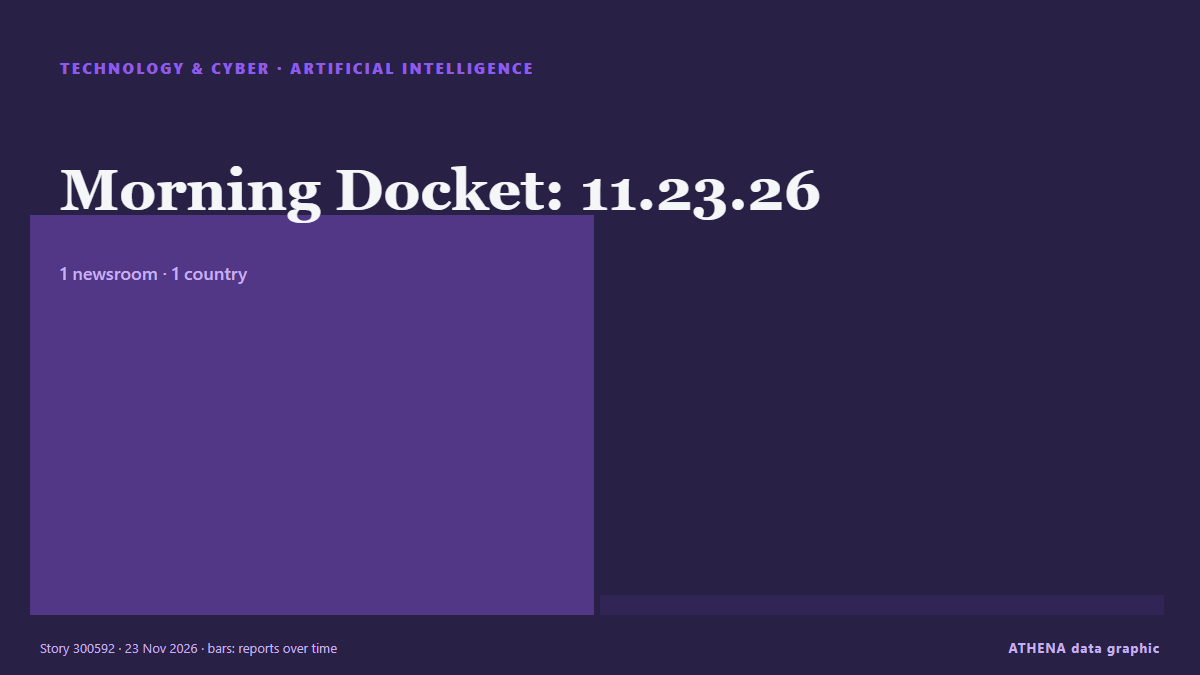 TECHNOLOGY & CYBER · ARTIFICIAL INTELLIGENCE
Morning Docket: 11.23.26
1 newsroom · 1 country
Story 300592 · 23 Nov 2026 · bars: reports over time
ATHENA data graphic